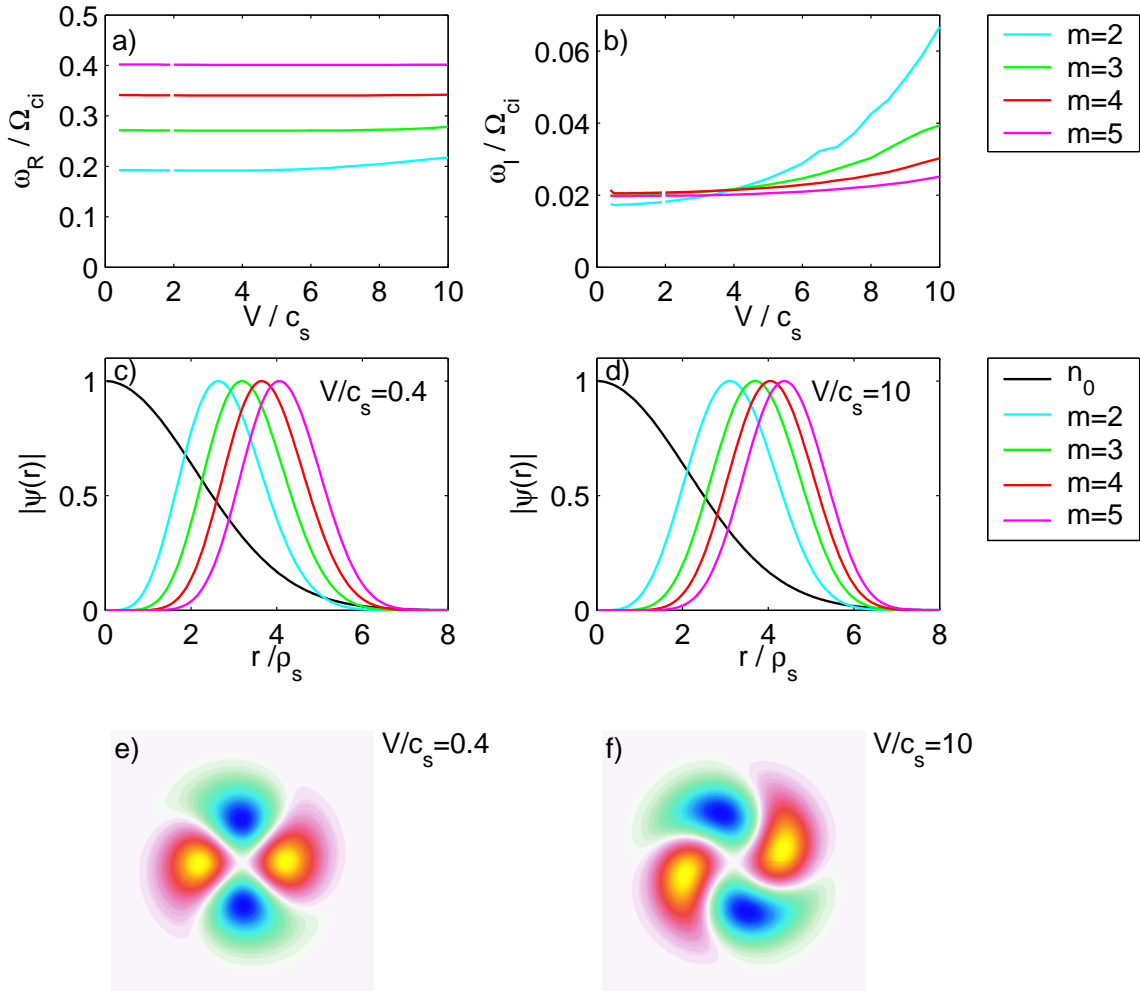 a)
0.5
0.4
0.3
0.2
0.1
0
ω_R / Ω_ci
0 2 4 6 8 10
V / c_s
b)
0.06
0.04
0.02
0
ω_I / Ω_ci
0 2 4 6 8 10
V / c_s
m=2
m=3
m=4
m=5
c)
V/c_s=0.4
1
0.5
0
|ψ(r)|
0 2 4 6 8
r /ρ_s
d)
V/c_s=10
1
0.5
0
|ψ(r)|
0 2 4 6 8
r / ρ_s
n_0
m=2
m=3
m=4
m=5
e)
V/c_s=0.4
f)
V/c_s=10